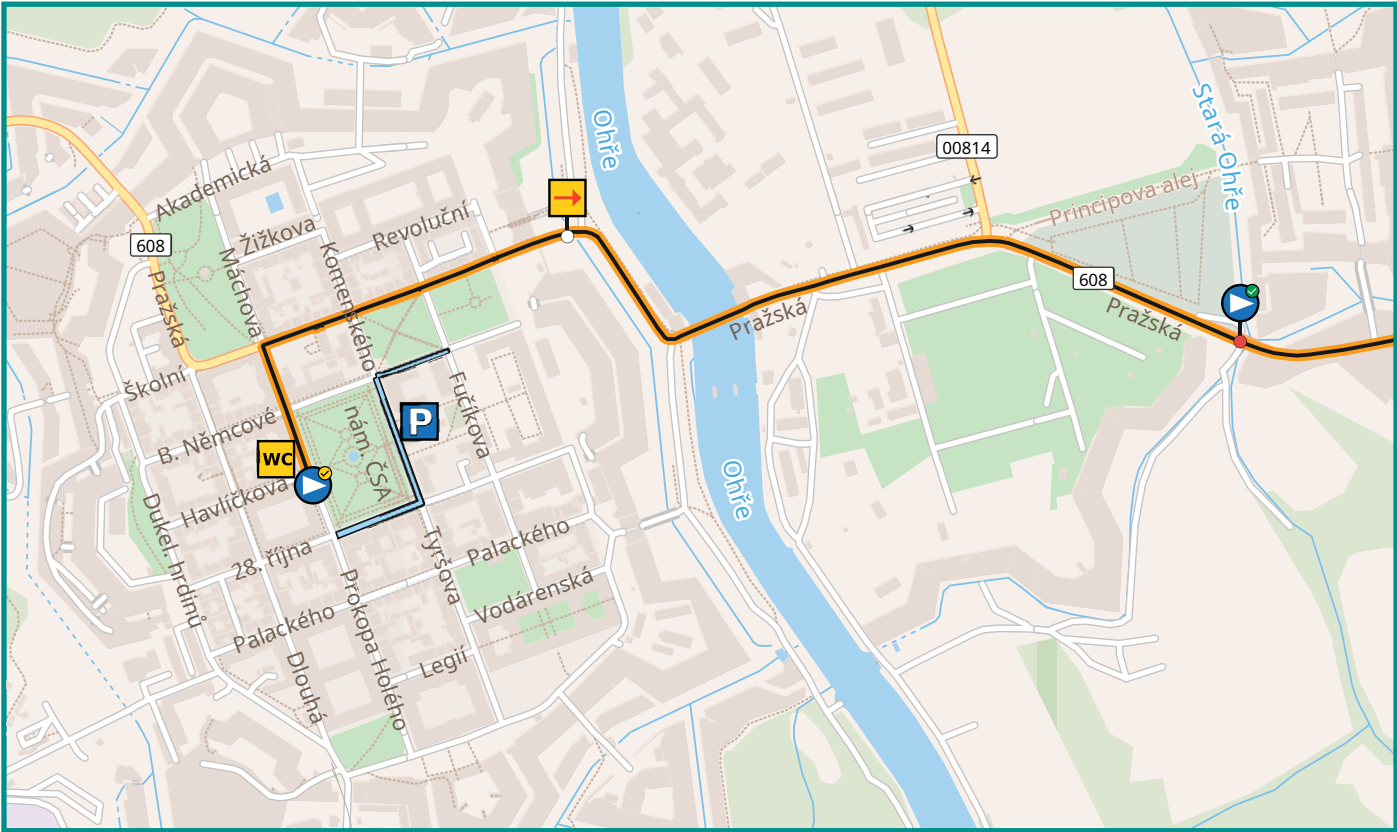 Ohře
Stará Ohře
00814
Akademická
Principova alej
608
Žižkova
Revoluční
Máchova
Komenského
608
Pražská
Pražská
Pražská
Školní
P
Fučíkova
B. Němcové
nám. ČSA
WC
Havlíčkova
Ohře
Dukel. hrdinů
28. října
Tyršova
Palackého
Prokopa Holého
Vodárenská
Palackého
Dlouhá
Legií